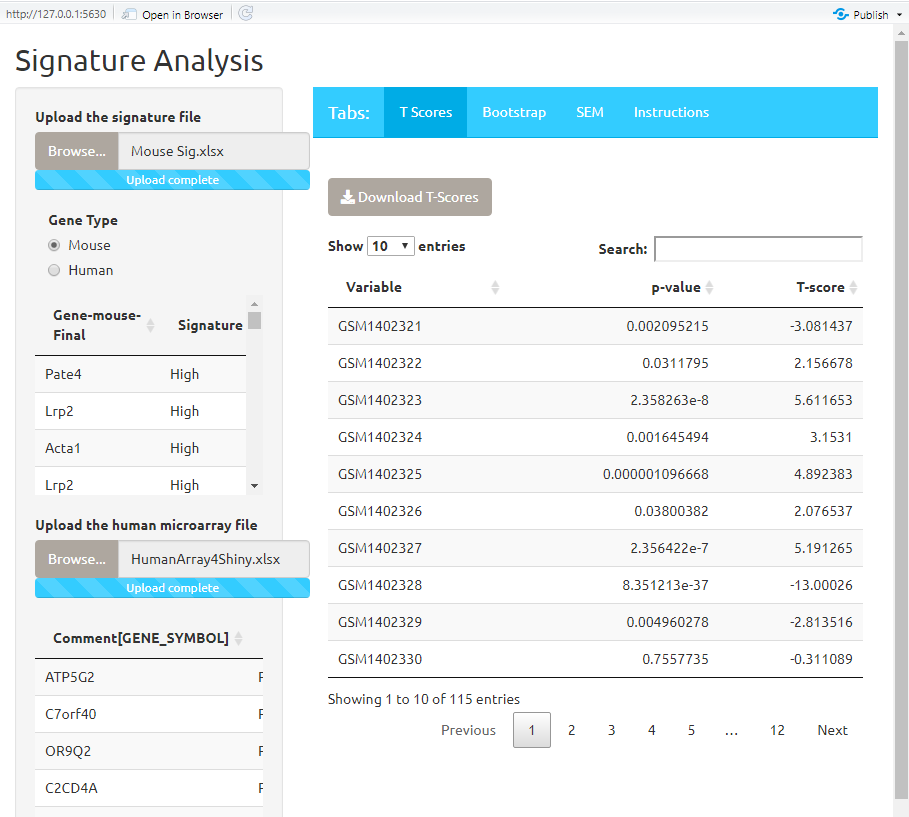 http://127.0.0.1:5630 Open in Browser Publish
Signature Analysis
Upload the signature file
Browse... Mouse Sig.xlsx
Upload complete
Gene Type
Mouse
Human
Gene-mouse-
Final Signature
Pate4 High
Lrp2 High
Acta1 High
Lrp2 High
Upload the human microarray file
Browse... HumanArray4Shiny.xlsx
Upload complete
Comment[GENE_SYMBOL]
ATP5G2
C7orf40
OR9Q2
C2CD4A
Tabs: T Scores Bootstrap SEM Instructions
Download T-Scores
Show 10 entries Search:
Variable p-value T-score
GSM1402321 0.002095215 -3.081437
GSM1402322 0.0311795 2.156678
GSM1402323 2.358263e-8 5.611653
GSM1402324 0.001645494 3.1531
GSM1402325 0.000001096668 4.892383
GSM1402326 0.03800382 2.076537
GSM1402327 2.356422e-7 5.191265
GSM1402328 8.351213e-37 -13.00026
GSM1402329 0.004960278 -2.813516
GSM1402330 0.7557735 -0.311089
Showing 1 to 10 of 115 entries
Previous 1 2 3 4 5 ... 12 Next